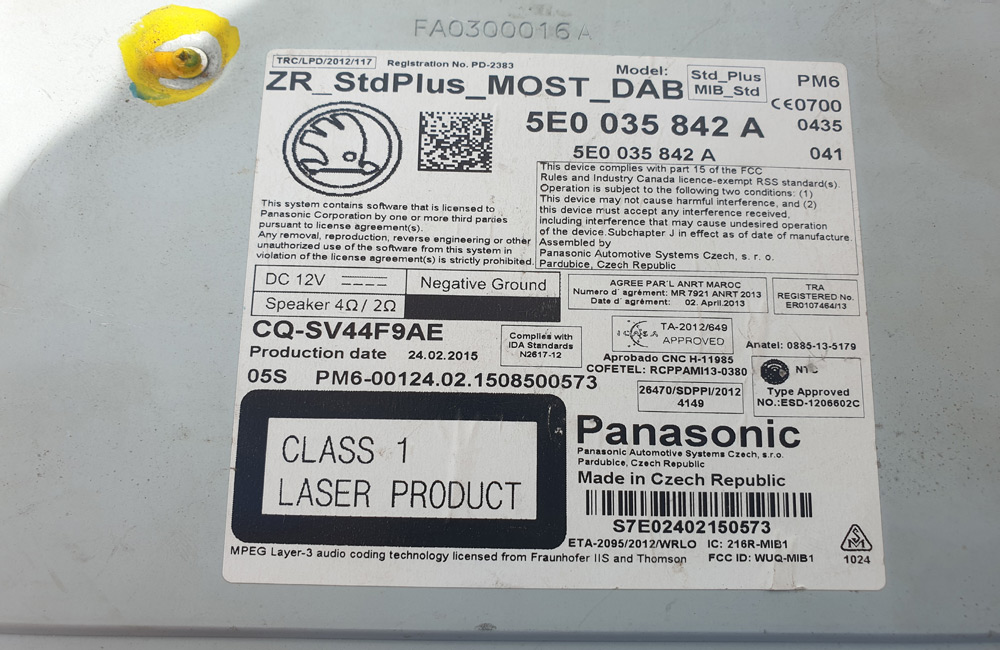 FA0300016A
TRC/LPD/2012/117 Registration No. PD-2383
ZR_StdPlus_MOST_DAB
Model: Std_Plus
MIB_Std
PM6
CE0700
5E0 035 842 A
0435
5E0 035 842 A
041
This system contains software that is licensed to
Panasonic Corporation by one or more third parties
pursuant to license agreement(s).
Any removal, reproduction, reverse engineering or other
unauthorized use of the software from this system in
violation of the license agreement(s) is strictly prohibited.
This device complies with part 15 of the FCC
Rules and Industry Canada licence-exempt RSS standard(s).
Operation is subject to the following two conditions: (1)
This device may not cause harmful interference, and (2)
this device must accept any interference received,
including interference that may cause undesired operation
of the device.Subchapter J in effect as of date of manufacture.
Assembled by
Panasonic Automotive Systems Czech, s. r. o.
Pardubice, Czech Republic
DC 12V
Negative Ground
Speaker 4Ω/ 2Ω
AGREE PAR'L ANRT MAROC
Numero d' agrément: MR 7921 ANRT 2013
Date d' agrément: 02. April.2013
TRA
REGISTERED No.
ER0107464/13
CQ-SV44F9AE
Production date 24.02.2015
Complies with
IDA Standards
N2617-12
TA-2012/649
APPROVED
Anatel: 0885-13-5179
Aprobado CNC H-11985
COFETEL: RCPPAMI13-0380
05S PM6-00124.02.1508500573
26470/SDPPI/2012
4149
Type Approved
NO.:ESD-1206602C
CLASS 1
LASER PRODUCT
Panasonic
Panasonic Automotive Systems Czech, s.r.o.
Pardubice, Czech Republic
Made in Czech Republic
S7E02402150573
ETA-2095/2012/WRLO IC: 216R-MIB1
MPEG Layer-3 audio coding technology licensed from Fraunhofer IIS and Thomson FCC ID: WUQ-MIB1
1024